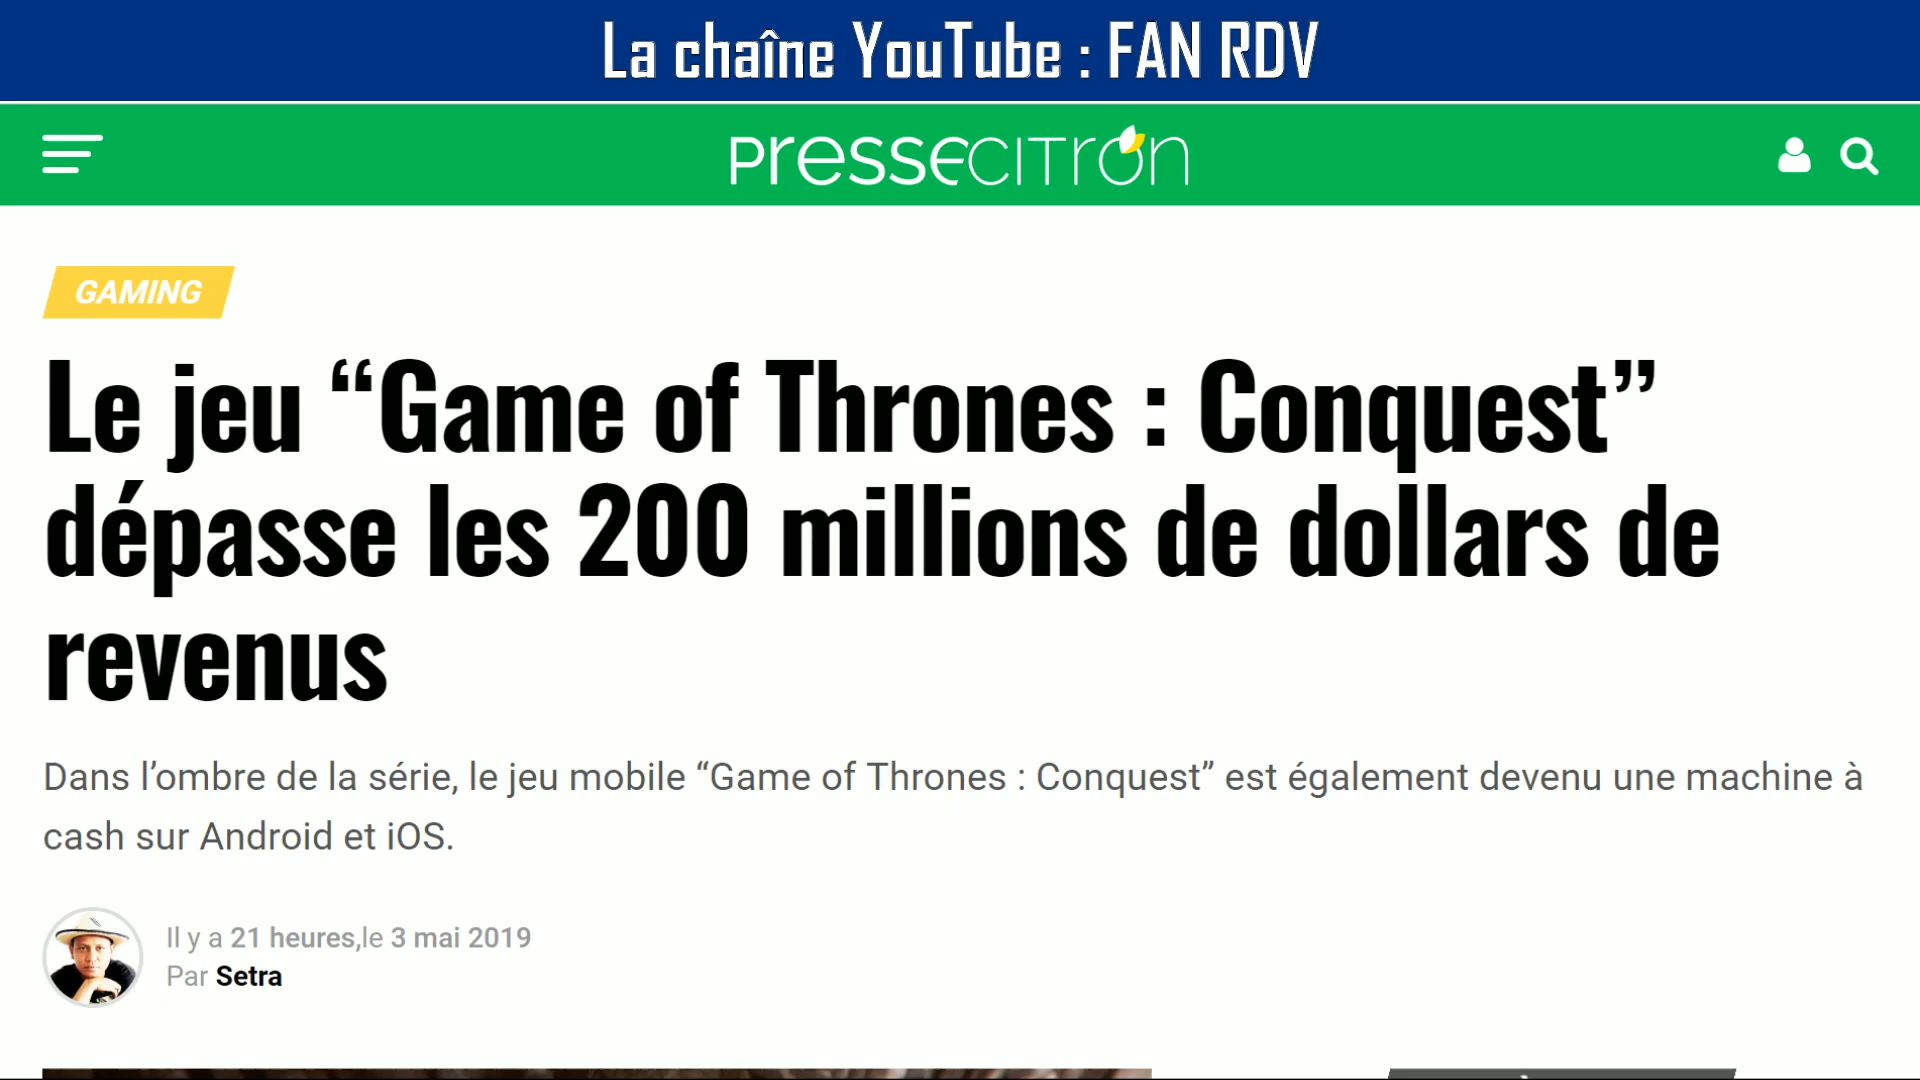 La chaîne YouTube : FAN RDV
PRESSECITRON
GAMING
Le jeu “Game of Thrones : Conquest”
dépasse les 200 millions de dollars de
revenus
Dans l’ombre de la série, le jeu mobile “Game of Thrones : Conquest” est également devenu une machine à
cash sur Android et iOS.
Il y a 21 heures,le 3 mai 2019
Par Setra